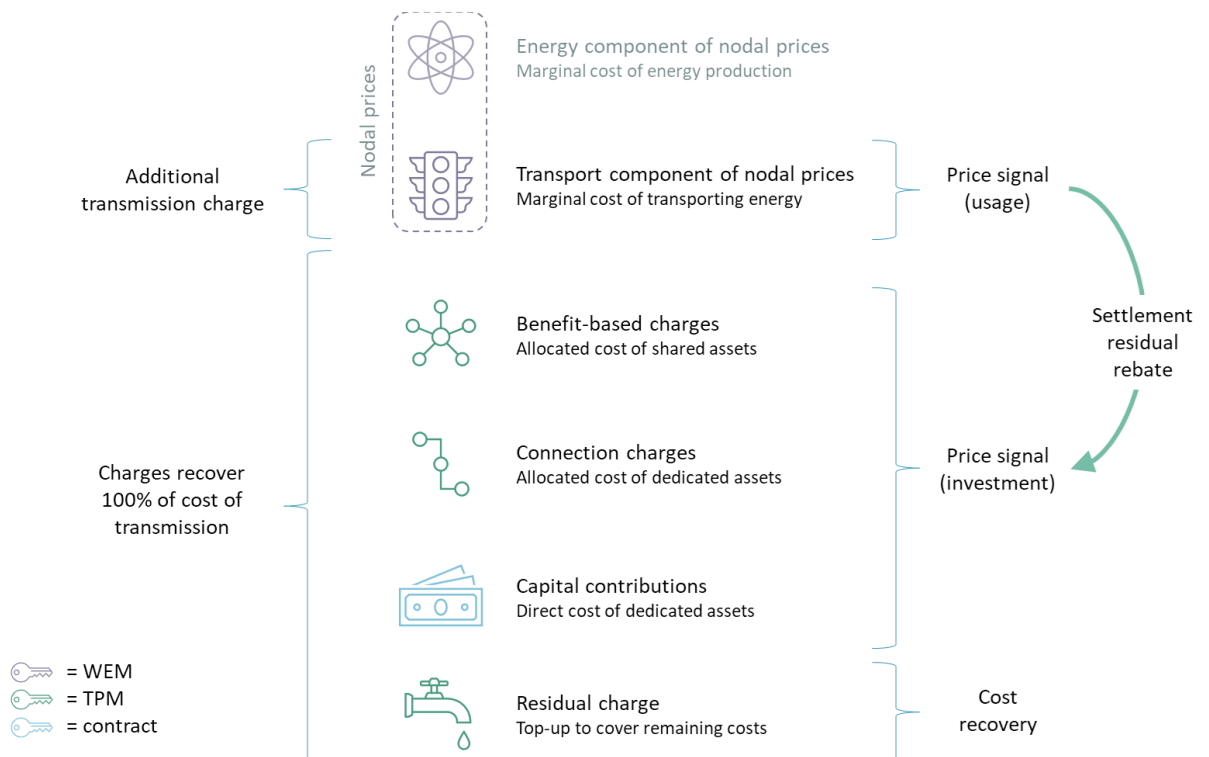 Nodal prices
Energy component of nodal prices
Marginal cost of energy production
Additional
transmission charge
Transport component of nodal prices
Marginal cost of transporting energy
Price signal
(usage)
Benefit-based charges
Allocated cost of shared assets
Settlement
residual
rebate
Charges recover
100% of cost of
transmission
Connection charges
Allocated cost of dedicated assets
Price signal
(investment)
Capital contributions
Direct cost of dedicated assets
= WEM
= TPM
= contract
Residual charge
Top-up to cover remaining costs
Cost
recovery